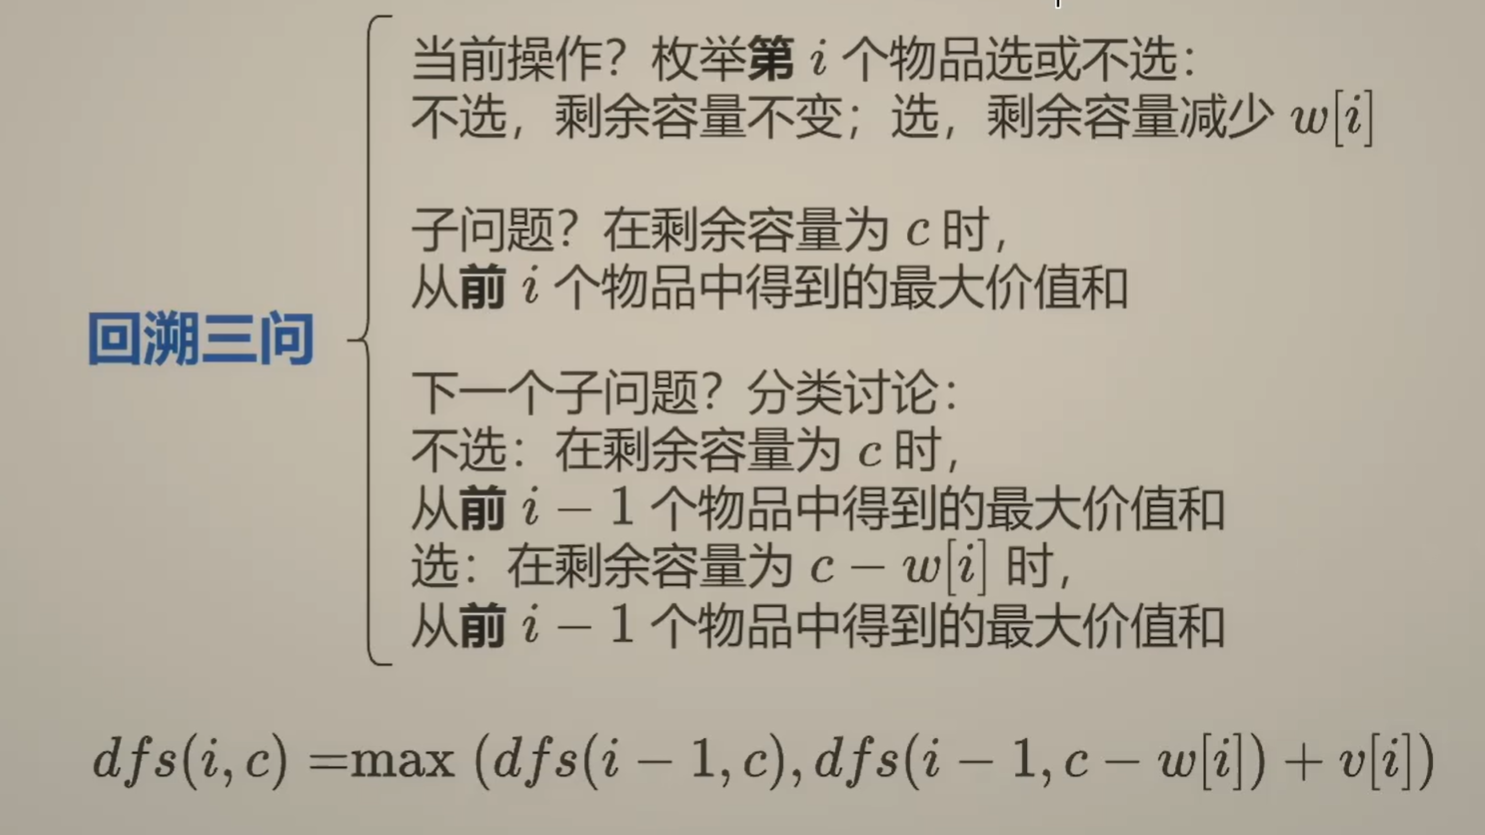 当前操作？枚举第 i 个物品选或不选：
不选，剩余容量不变；选，剩余容量减少 w[i]
子问题？在剩余容量为 c 时，
从前 i 个物品中得到的最大价值和
回溯三问
下一个子问题？分类讨论：
不选：在剩余容量为 c 时，
从前 i − 1 个物品中得到的最大价值和
选：在剩余容量为 c − w[i] 时，
从前 i − 1 个物品中得到的最大价值和
dfs(i, c) =max (dfs(i − 1, c), dfs(i − 1, c − w[i]) + v[i])